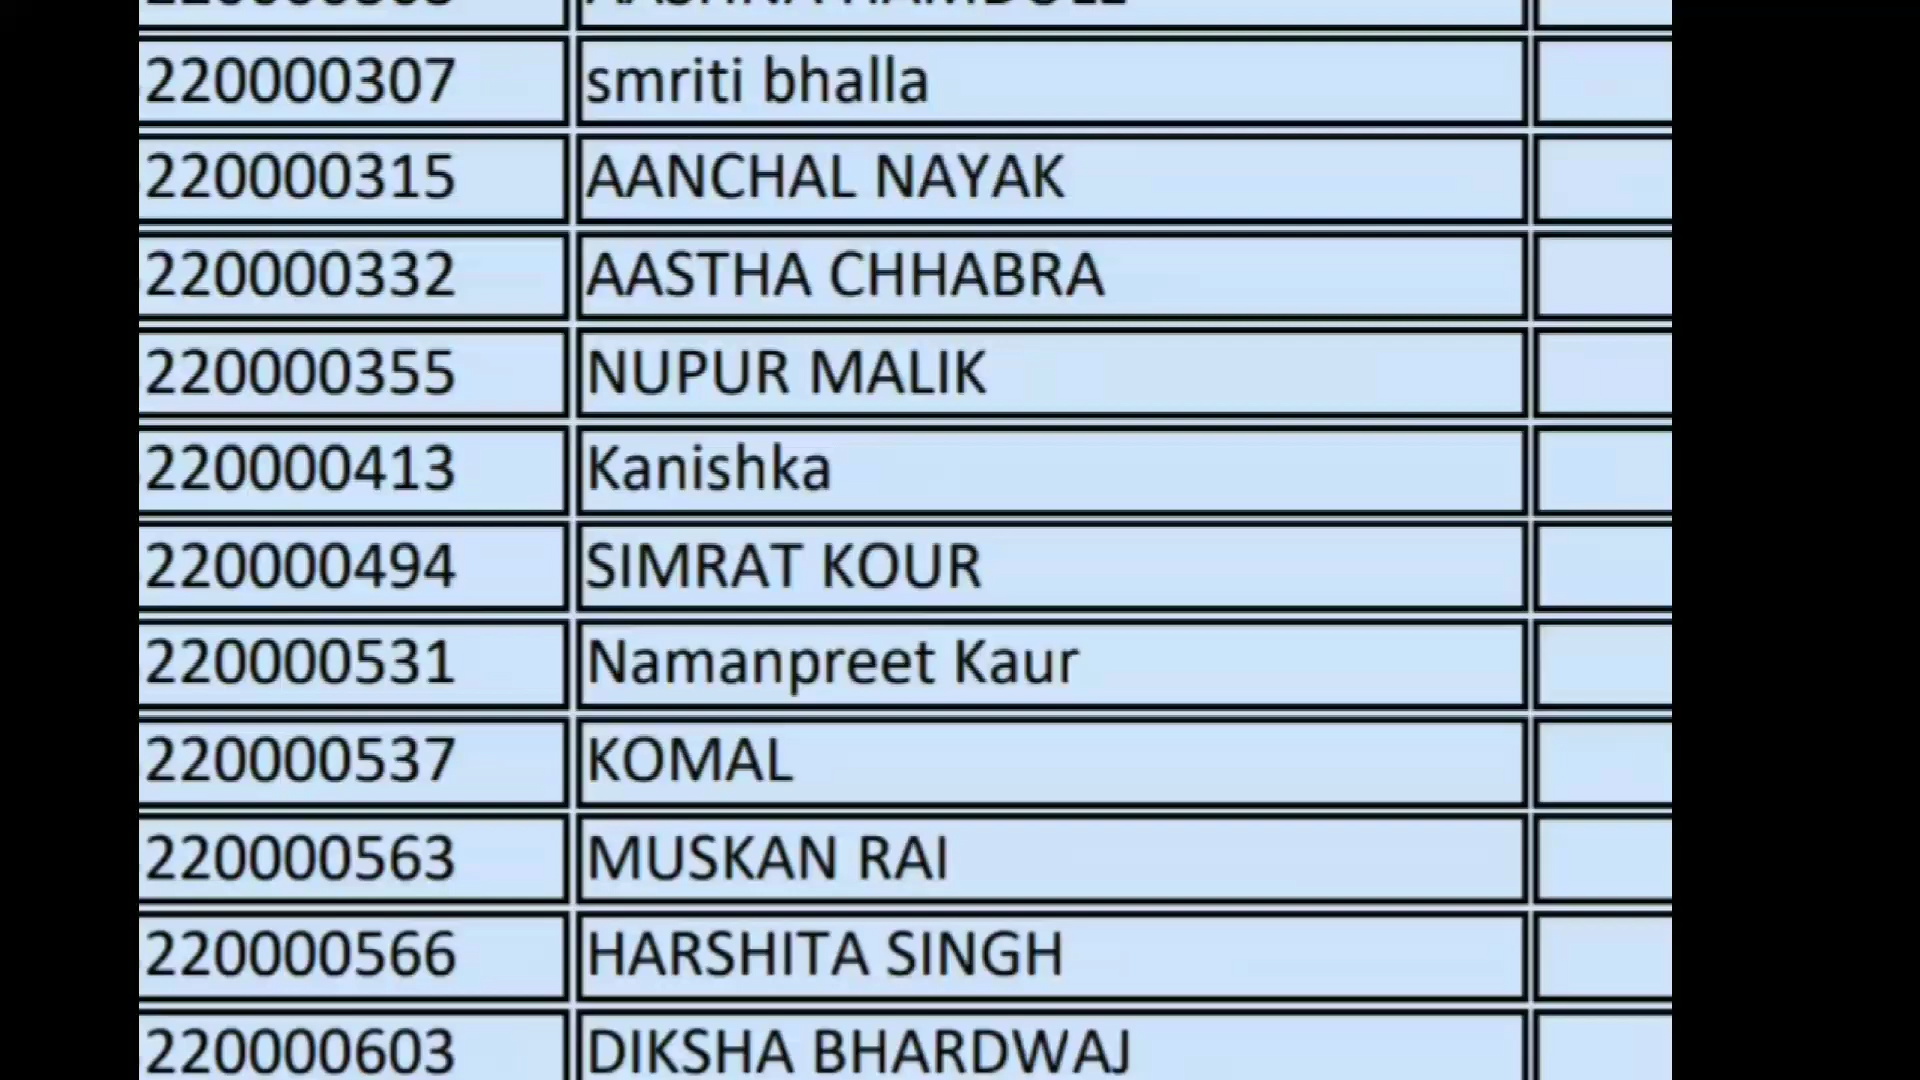 220000307 smriti bhalla
220000315 AANCHAL NAYAK
220000332 AASTHA CHHABRA
220000355 NUPUR MALIK
220000413 Kanishka
220000494 SIMRAT KOUR
220000531 Namanpreet Kaur
220000537 KOMAL
220000563 MUSKAN RAI
220000566 HARSHITA SINGH
220000603 DIKSHA BHARDWAJ